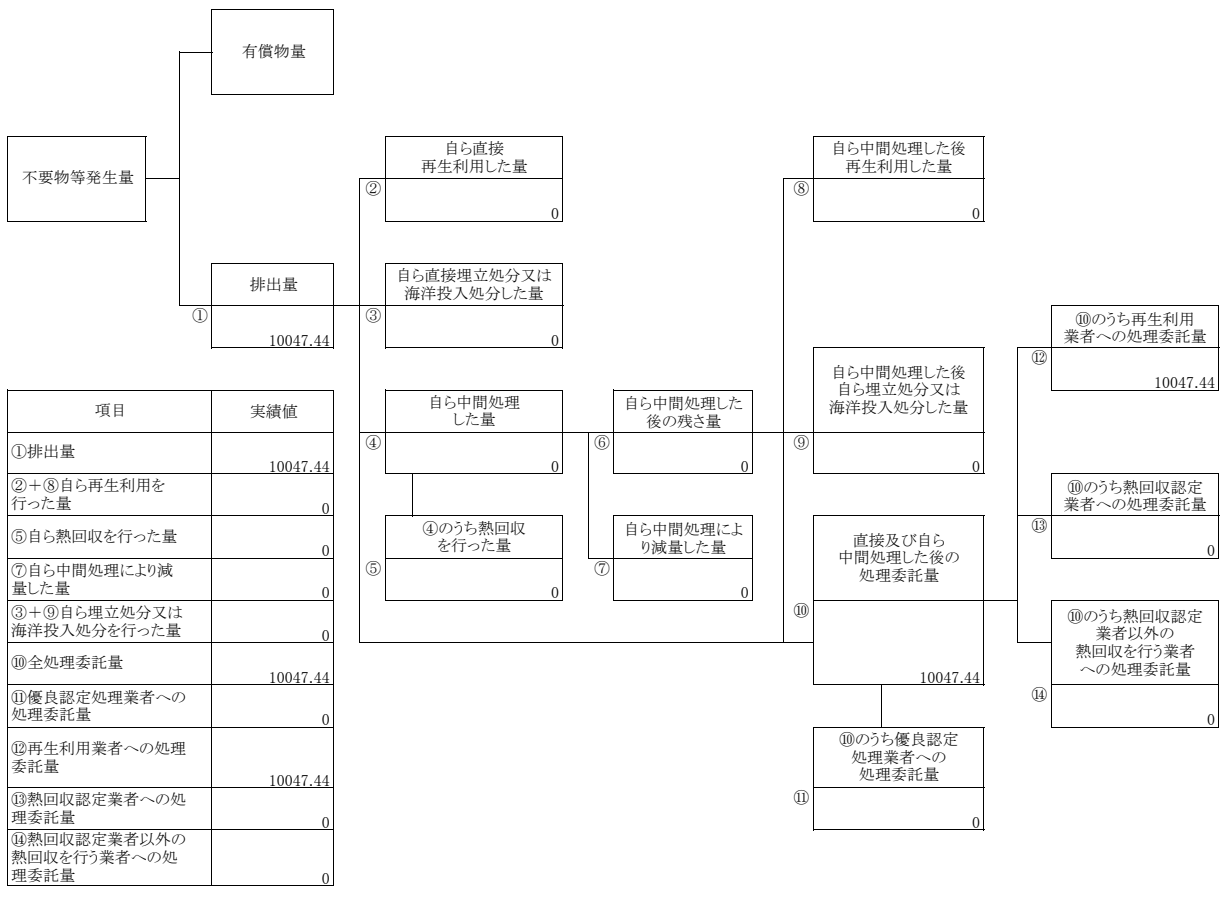 有償物量
不要物等発生量
排出量
①
10047.44
自ら直接
再生利用した量
②
0
自ら直接埋立処分又は
海洋投入処分した量
③
0
自ら中間処理
した量
④
0
④のうち熱回収
を行った量
⑤
0
自ら中間処理した
後の残さ量
⑥
0
自ら中間処理によ
り減量した量
⑦
0
自ら中間処理した後
再生利用した量
⑧
0
自ら中間処理した後
自ら埋立処分又は
海洋投入処分した量
⑨
0
直接及び自ら
中間処理した後の
処理委託量
⑩
10047.44
⑩のうち優良認定
処理業者への
処理委託量
⑪
0
⑩のうち再生利用
業者への処理委託量
⑫
10047.44
⑩のうち熱回収認定
業者への処理委託量
⑬
0
⑩のうち熱回収認定
業者以外の
熱回収を行う業者
への処理委託量
⑭
0
項目 実績値
①排出量
10047.44
②＋⑧自ら再生利用を
行った量
0
⑤自ら熱回収を行った量
0
⑦自ら中間処理により減
量した量
0
③＋⑨自ら埋立処分又は
海洋投入処分を行った量
0
⑩全処理委託量
10047.44
⑪優良認定処理業者への
処理委託量
0
⑫再生利用業者への処理
委託量
10047.44
⑬熱回収認定業者への処
理委託量
0
⑭熱回収認定業者以外の
熱回収を行う業者への処
理委託量
0